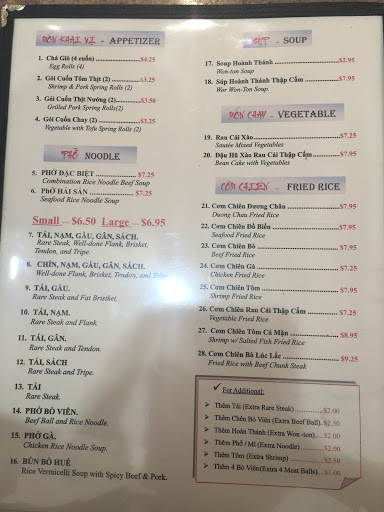 MÓN KHAI VỊ - APPETIZER
1. Chả Giò (4 cuốn) $4.25
Egg Rolls (4)
2. Gỏi Cuốn Tôm Thịt (2) $3.25
Shrimp & Pork Spring Rolls (2)
3. Gỏi Cuốn Thịt Nướng (2) $3.50
Grilled Pork Spring Rolls (2)
4. Gỏi Cuốn Chay (2) $3.25
Vegetable with Tofu Spring Rolls (2)
PHỞ NOODLE
5. PHỞ ĐẶC BIỆT $7.25
Combination Rice Noodle Beef Soup
6. PHỞ HẢI SẢN $7.25
Seafood Rice Noodle Soup
Small -- $6.50 Large -- $6.95
7. TÁI, NẠM, GẦU, GÂN, SÁCH.
Rare Steak, Well-done Flank, Brisket,
Tendon, and Tripe.
8. CHÍN, NẠM, GẦU, GÂN, SÁCH.
Well-done Flank, Brisket, Tendon, and Tripe.
9. TÁI, GẦU.
Rare Steak and Fat Bristket.
10. TÁI, NẠM.
Rare Steak and Flank.
11. TÁI, GÂN.
Rare Steak and Tendon.
12. TÁI, SÁCH
Rare Steak and Tripe.
13. TÁI
Rare Steak.
14. PHỞ BÒ VIÊN.
Beef Ball and Rice Noodle.
15. PHỞ GÀ.
Chicken Rice Noodle Soup.
16. BÚN BÒ HUẾ
Rice Vermicelli Soup with Spicy Beef & Pork.
SÚP - SOUP
17. Soup Hoành Thánh $2.95
Won-ton Soup
18. Súp Hoành Thánh Thập Cẩm $2.95
Wor Won-Ton Soup.
MÓN CHAY - VEGETABLE
19. Rau Cải Xào $7.25
Sautée Mixed Vegetables
20. Đậu Hũ Xào Rau Cải Thập Cẩm $7.95
Bean Cake with Vegetables
CƠM CHIÊN - FRIED RICE
21. Cơm Chiên Dương Châu $7.95
Duong Chau Fried Rice
22. Cơm Chiên Đồ Biển $7.95
Seafood Fried Rice
23. Cơm Chiên Bò $7.95
Beef Fried Rice
24. Cơm Chiên Gà $7.25
Chicken Fried Rice
25. Cơm Chiên Tôm $7.95
Shrimp Fried Rice
26. Cơm Chiên Rau Cải Thập Cẩm $7.25
Vegetable Fried Rice
27. Cơm Chiên Tôm Cá Mặn $8.95
Shrimp w/ Salted Fish Fried Rice
28. Cơm Chiên Bò Lúc Lắc $9.25
Fried Rice with Beef Chunk Steak
✓ For Additional:
➢ Thêm Tái (Extra Rare Steak) $2.00
➢ Thêm Chén Bò Viên (Extra Beef Ball) $2.50
➢ Thêm Hoàn Thánh (Extra Won -ton) $2.00
➢ Thêm Phở / Mì (Extra Noodle) $2.00
➢ Thêm Tôm (Extra Shrimp) $2.50
➢ Thêm 4 Bò Viên(Extra 4 Meat Balls) $1.00